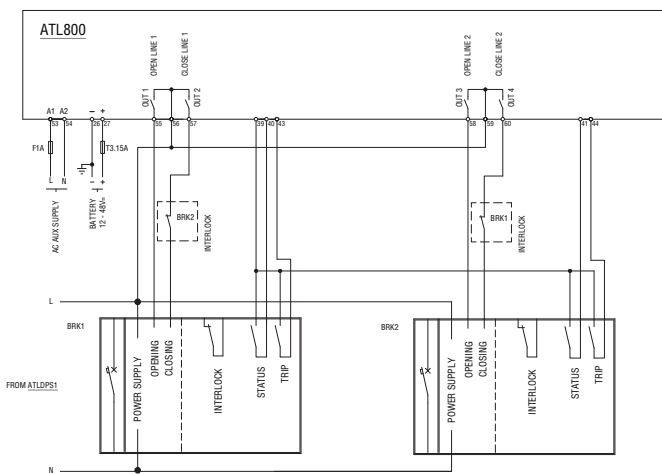 ATL800
OPEN LINE 1
CLOSE LINE 1
OPEN LINE 2
CLOSE LINE 2
OUT 1
OUT 2
OUT 3
OUT 4
A1 A2 – +
53 54 26 27 55 56 57 39 40 43 58 59 60 41 44
F1A
T3.15A
L N – +
AC AUX SUPPLY
BATTERY
12 - 48V=
BRK2
INTERLOCK
BRK1
INTERLOCK
L
BRK1
POWER SUPPLY
OPENING
CLOSING
INTERLOCK
STATUS
TRIP
BRK2
POWER SUPPLY
OPENING
CLOSING
INTERLOCK
STATUS
TRIP
FROM ATLDPS1
N